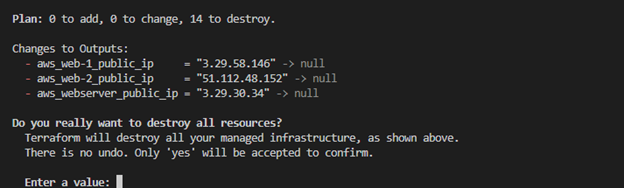 Plan: 0 to add, 0 to change, 14 to destroy.
Changes to Outputs:
- aws_web-1_public_ip = "3.29.58.146" -> null
- aws_web-2_public_ip = "51.112.48.152" -> null
- aws_webserver_public_ip = "3.29.30.34" -> null
Do you really want to destroy all resources?
Terraform will destroy all your managed infrastructure, as shown above.
There is no undo. Only 'yes' will be accepted to confirm.
Enter a value: